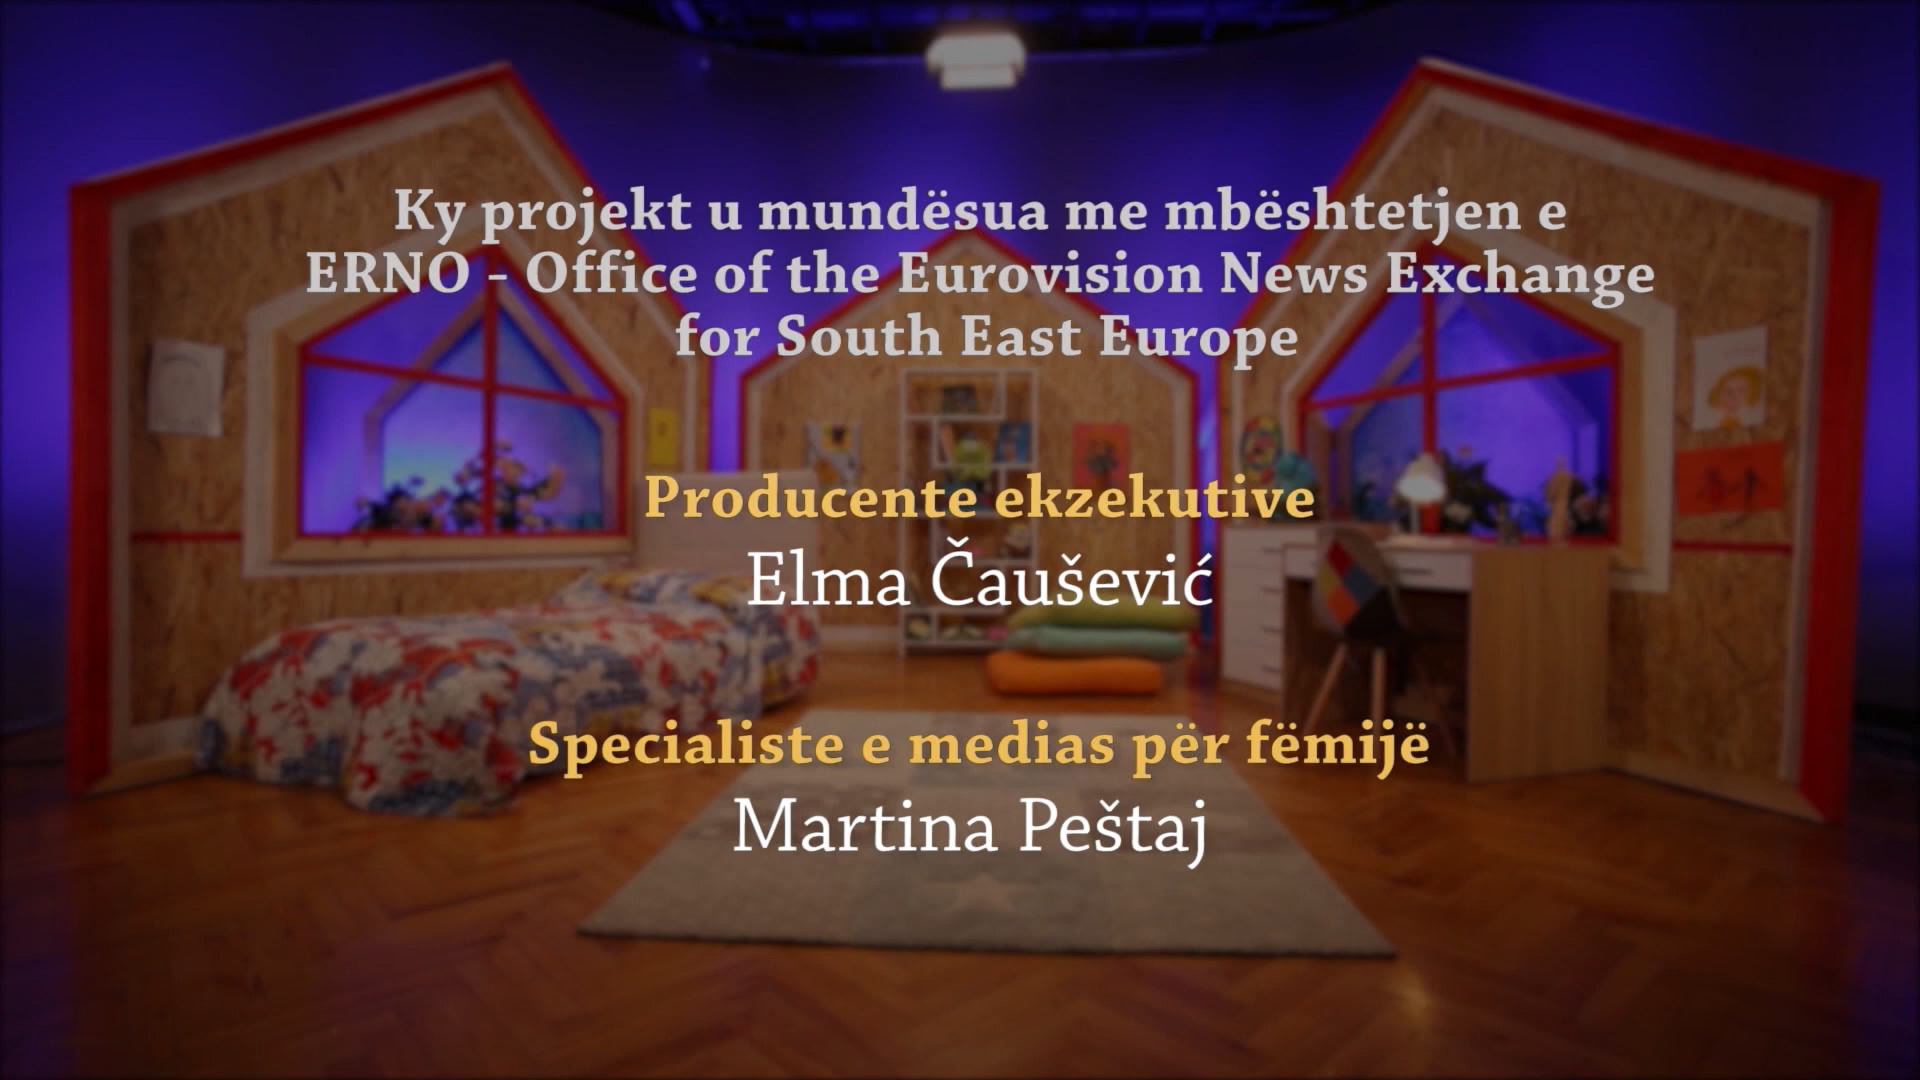 Ky projekt u mundësua me mbështetjen e
ERNO - Office of the Eurovision News Exchange
for South East Europe
Producente ekzekutive
Elma Čaušević
Specialiste e medias për fëmijë
Martina Peštaj